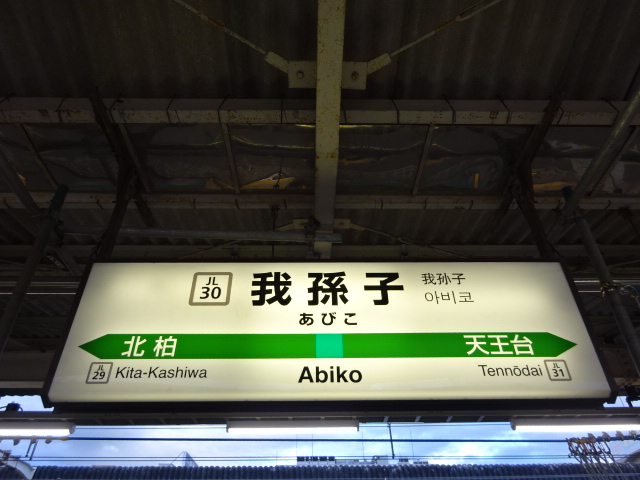 JL
30
我孫子
我孙子
아비코
あびこ
北柏
天王台
JL
29
Kita-Kashiwa
Abiko
Tennōdai
JL
31